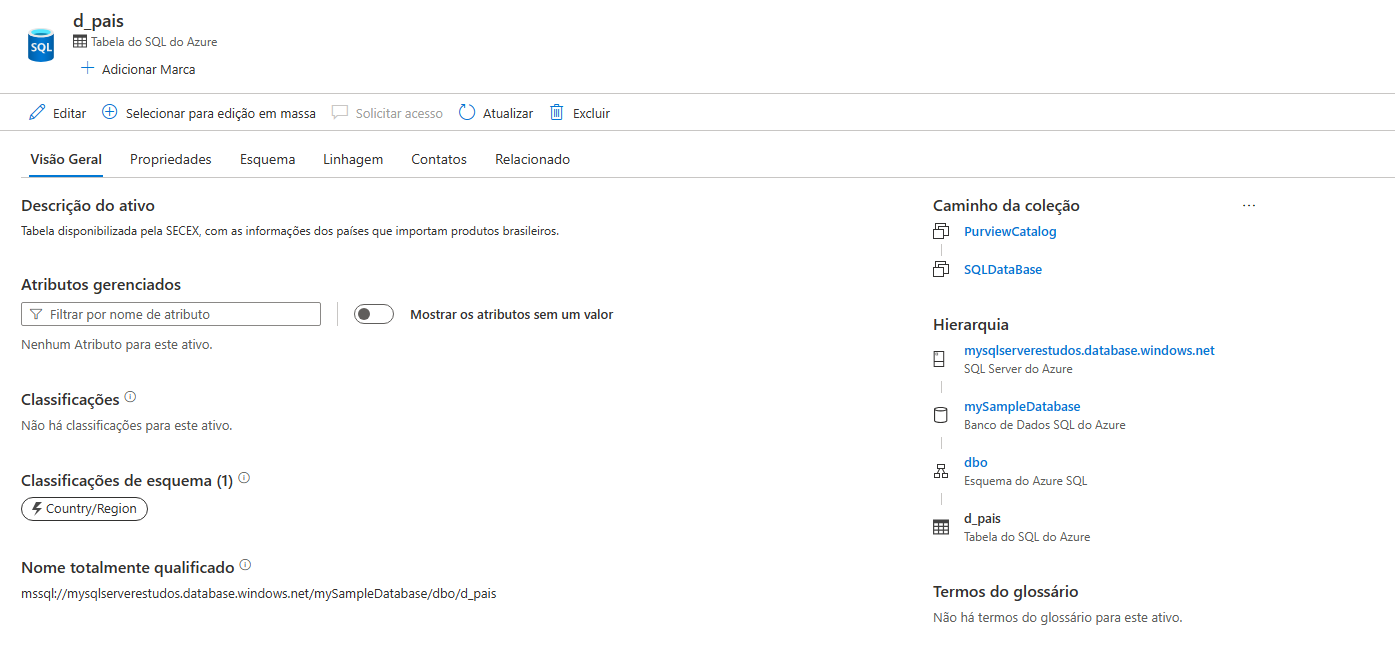 d_pais
SQL
Tabela do SQL do Azure
Adicionar Marca
Editar
Selecionar para edição em massa
Solicitar acesso
Atualizar
Excluir
Visão Geral
Propriedades
Esquema
Linhagem
Contatos
Relacionado
Descrição do ativo
Tabela disponibilizada pela SECEX, com as informações dos países que importam produtos brasileiros.
Atributos gerenciados
Filtrar por nome de atributo
Mostrar os atributos sem um valor
Nenhum Atributo para este ativo.
Classificações
Não há classificações para este ativo.
Classificações de esquema (1)
Country/Region
Nome totalmente qualificado
mssql://mysqlserverestudos.database.windows.net/mySampleDatabase/dbo/d_pais
Caminho da coleção
...
PurviewCatalog
SQLDataBase
Hierarquia
mysqlserverestudos.database.windows.net
SQL Server do Azure
mySampleDatabase
Banco de Dados SQL do Azure
dbo
Esquema do Azure SQL
d_pais
Tabela do SQL do Azure
Termos do glossário
Não há termos do glossário para este ativo.